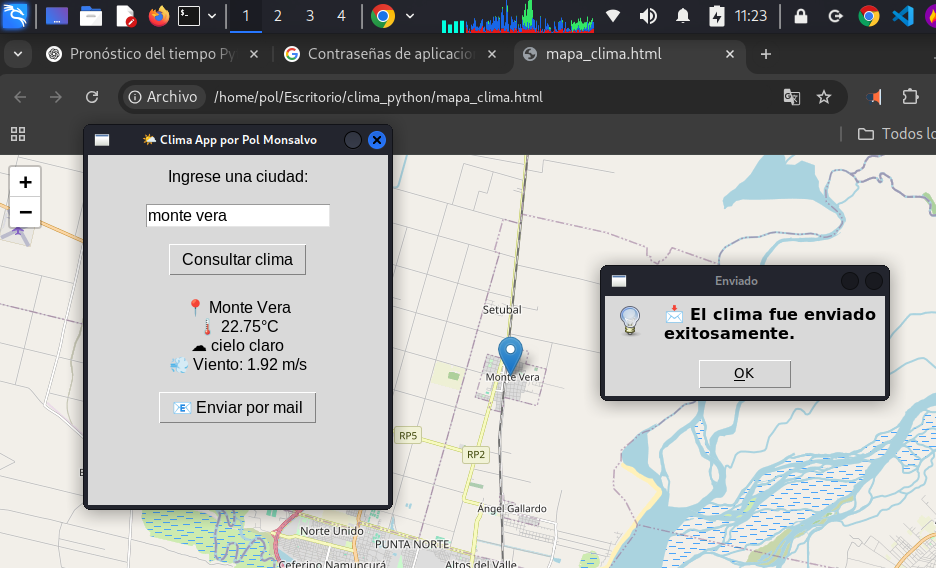 1 2 3 4
11:23
Pronóstico del tiempo Py
Contraseñas de aplicacio
mapa_clima.html
Archivo
/home/pol/Escritorio/clima_python/mapa_clima.html
Todos lo
+
−
🌤 Clima App por Pol Monsalvo
Ingrese una ciudad:
monte vera
Consultar clima
📍 Monte Vera
🌡 22.75°C
☁ cielo claro
💨 Viento: 1.92 m/s
📧 Enviar por mail
Enviado
📩 El clima fue enviado
exitosamente.
OK
Setubal
Monte Vera
RP5
RP2
Ángel Gallardo
Norte Unido
PUNTA NORTE
Ceferino Namuncurá
Altos del Valle